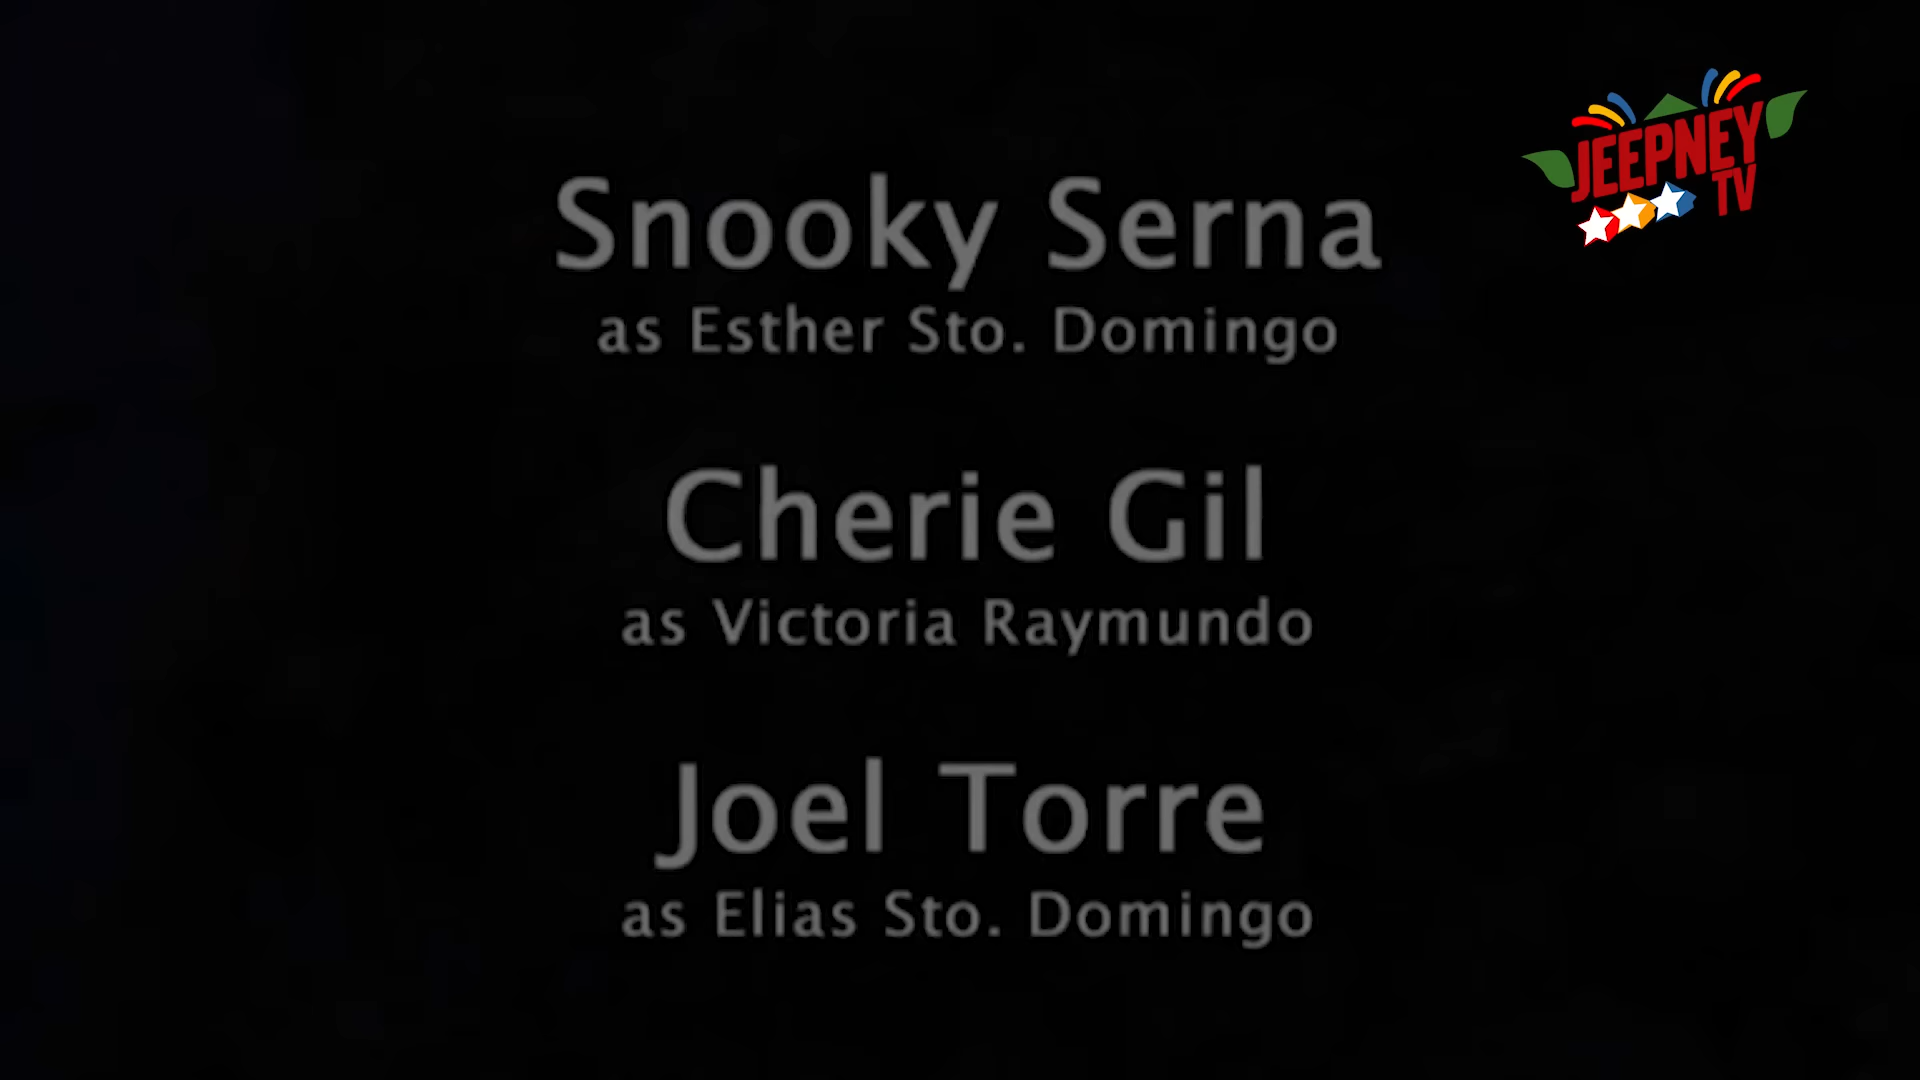 JEEPNEY
TV
Snooky Serna
as Esther Sto. Domingo
Cherie Gil
as Victoria Raymundo
Joel Torre
as Elias Sto. Domingo